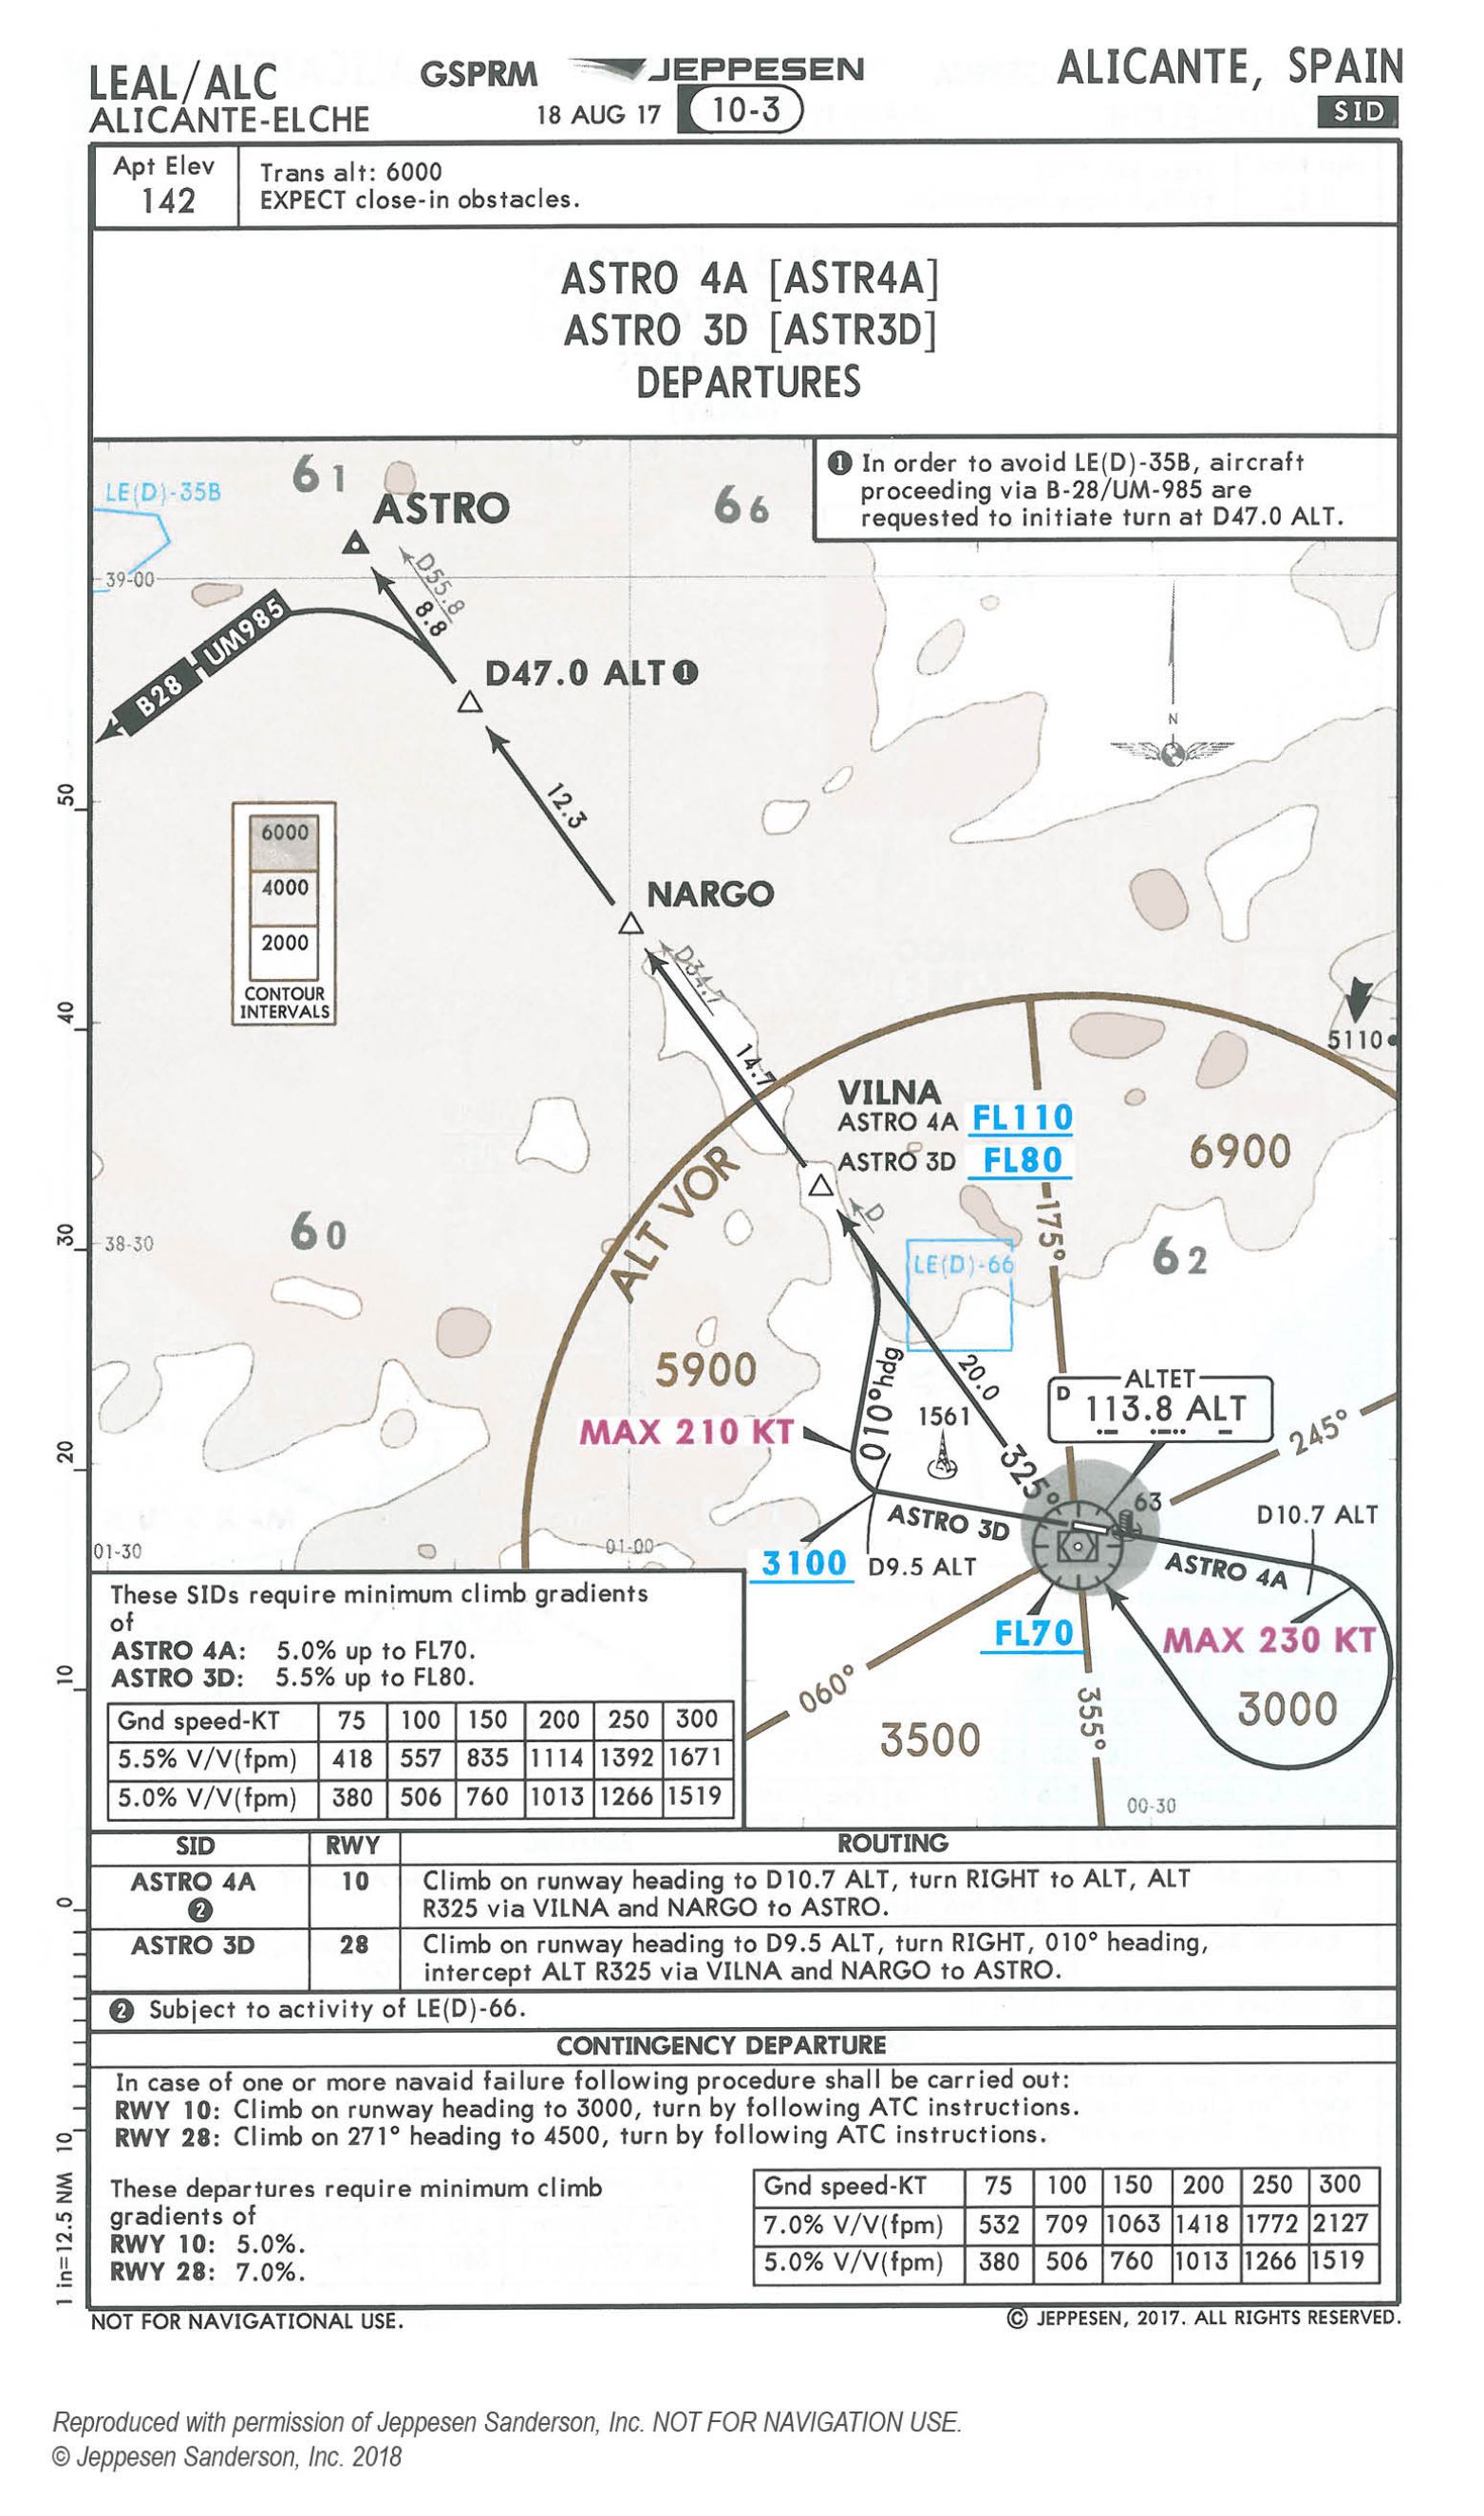 LEAL/ALC
ALICANTE-ELCHE
GSPRM
JEPPESEN
18 AUG 17
10-3
ALICANTE, SPAIN
SID
Apt Elev
142
Trans alt: 6000
EXPECT close-in obstacles.
ASTRO 4A [ASTR4A]
ASTRO 3D [ASTR3D]
DEPARTURES
1 In order to avoid LE(D)-35B, aircraft
proceeding via B-28/UM-985 are
requested to initiate turn at D47.0 ALT.
LE(D)-35B
61
ASTRO
66
39-00
D55.8
8.8
B28 UM985
D47.0 ALT 1
N
50
12.3
6000
4000
2000
CONTOUR
INTERVALS
NARGO
D34.7
40
14.7
5110
VILNA
ASTRO 4A FL110
ASTRO 3D FL80
6900
ALT VOR
175°
30
38-30
60
D
LE(D)-66
62
5900
010°hdg
20.0
ALTET
D 113.8 ALT
MAX 210 KT
1561
20
325°
245°
63
D10.7 ALT
ASTRO 3D
01-30
01-00
3100
D9.5 ALT
ASTRO 4A
FL70
MAX 230 KT
060°
355°
3000
3500
00-30
These SIDs require minimum climb gradients
of
ASTRO 4A: 5.0% up to FL70.
ASTRO 3D: 5.5% up to FL80.
10
Gnd speed-KT 75 100 150 200 250 300
5.5% V/V(fpm) 418 557 835 1114 1392 1671
5.0% V/V(fpm) 380 506 760 1013 1266 1519
SID RWY ROUTING
ASTRO 4A 10 Climb on runway heading to D10.7 ALT, turn RIGHT to ALT, ALT
2 R325 via VILNA and NARGO to ASTRO.
0
ASTRO 3D 28 Climb on runway heading to D9.5 ALT, turn RIGHT, 010° heading,
intercept ALT R325 via VILNA and NARGO to ASTRO.
2 Subject to activity of LE(D)-66.
CONTINGENCY DEPARTURE
In case of one or more navaid failure following procedure shall be carried out:
RWY 10: Climb on runway heading to 3000, turn by following ATC instructions.
RWY 28: Climb on 271° heading to 4500, turn by following ATC instructions.
10
1 in=12.5 NM
These departures require minimum climb
gradients of
RWY 10: 5.0%.
RWY 28: 7.0%.
Gnd speed-KT 75 100 150 200 250 300
7.0% V/V(fpm) 532 709 1063 1418 1772 2127
5.0% V/V(fpm) 380 506 760 1013 1266 1519
NOT FOR NAVIGATIONAL USE.
© JEPPESEN, 2017. ALL RIGHTS RESERVED.
Reproduced with permission of Jeppesen Sanderson, Inc. NOT FOR NAVIGATION USE.
© Jeppesen Sanderson, Inc. 2018